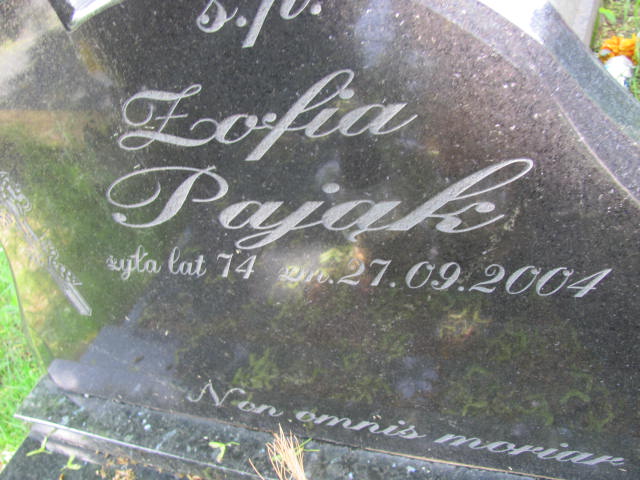 ś.p.
Zofia
Pająk
żyła lat 74 zm. 27.09.2004
Non omnis moriar